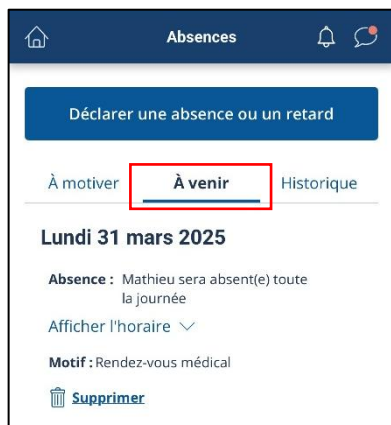 Absences
Déclarer une absence ou un retard
À motiver À venir Historique
Lundi 31 mars 2025
Absence : Mathieu sera absent(e) toute
la journée
Afficher l'horaire
Motif : Rendez-vous médical
Supprimer